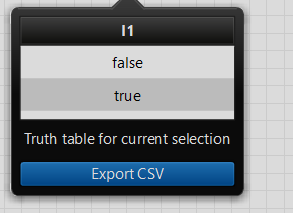 I1
false
true
Truth table for current selection
Export CSV